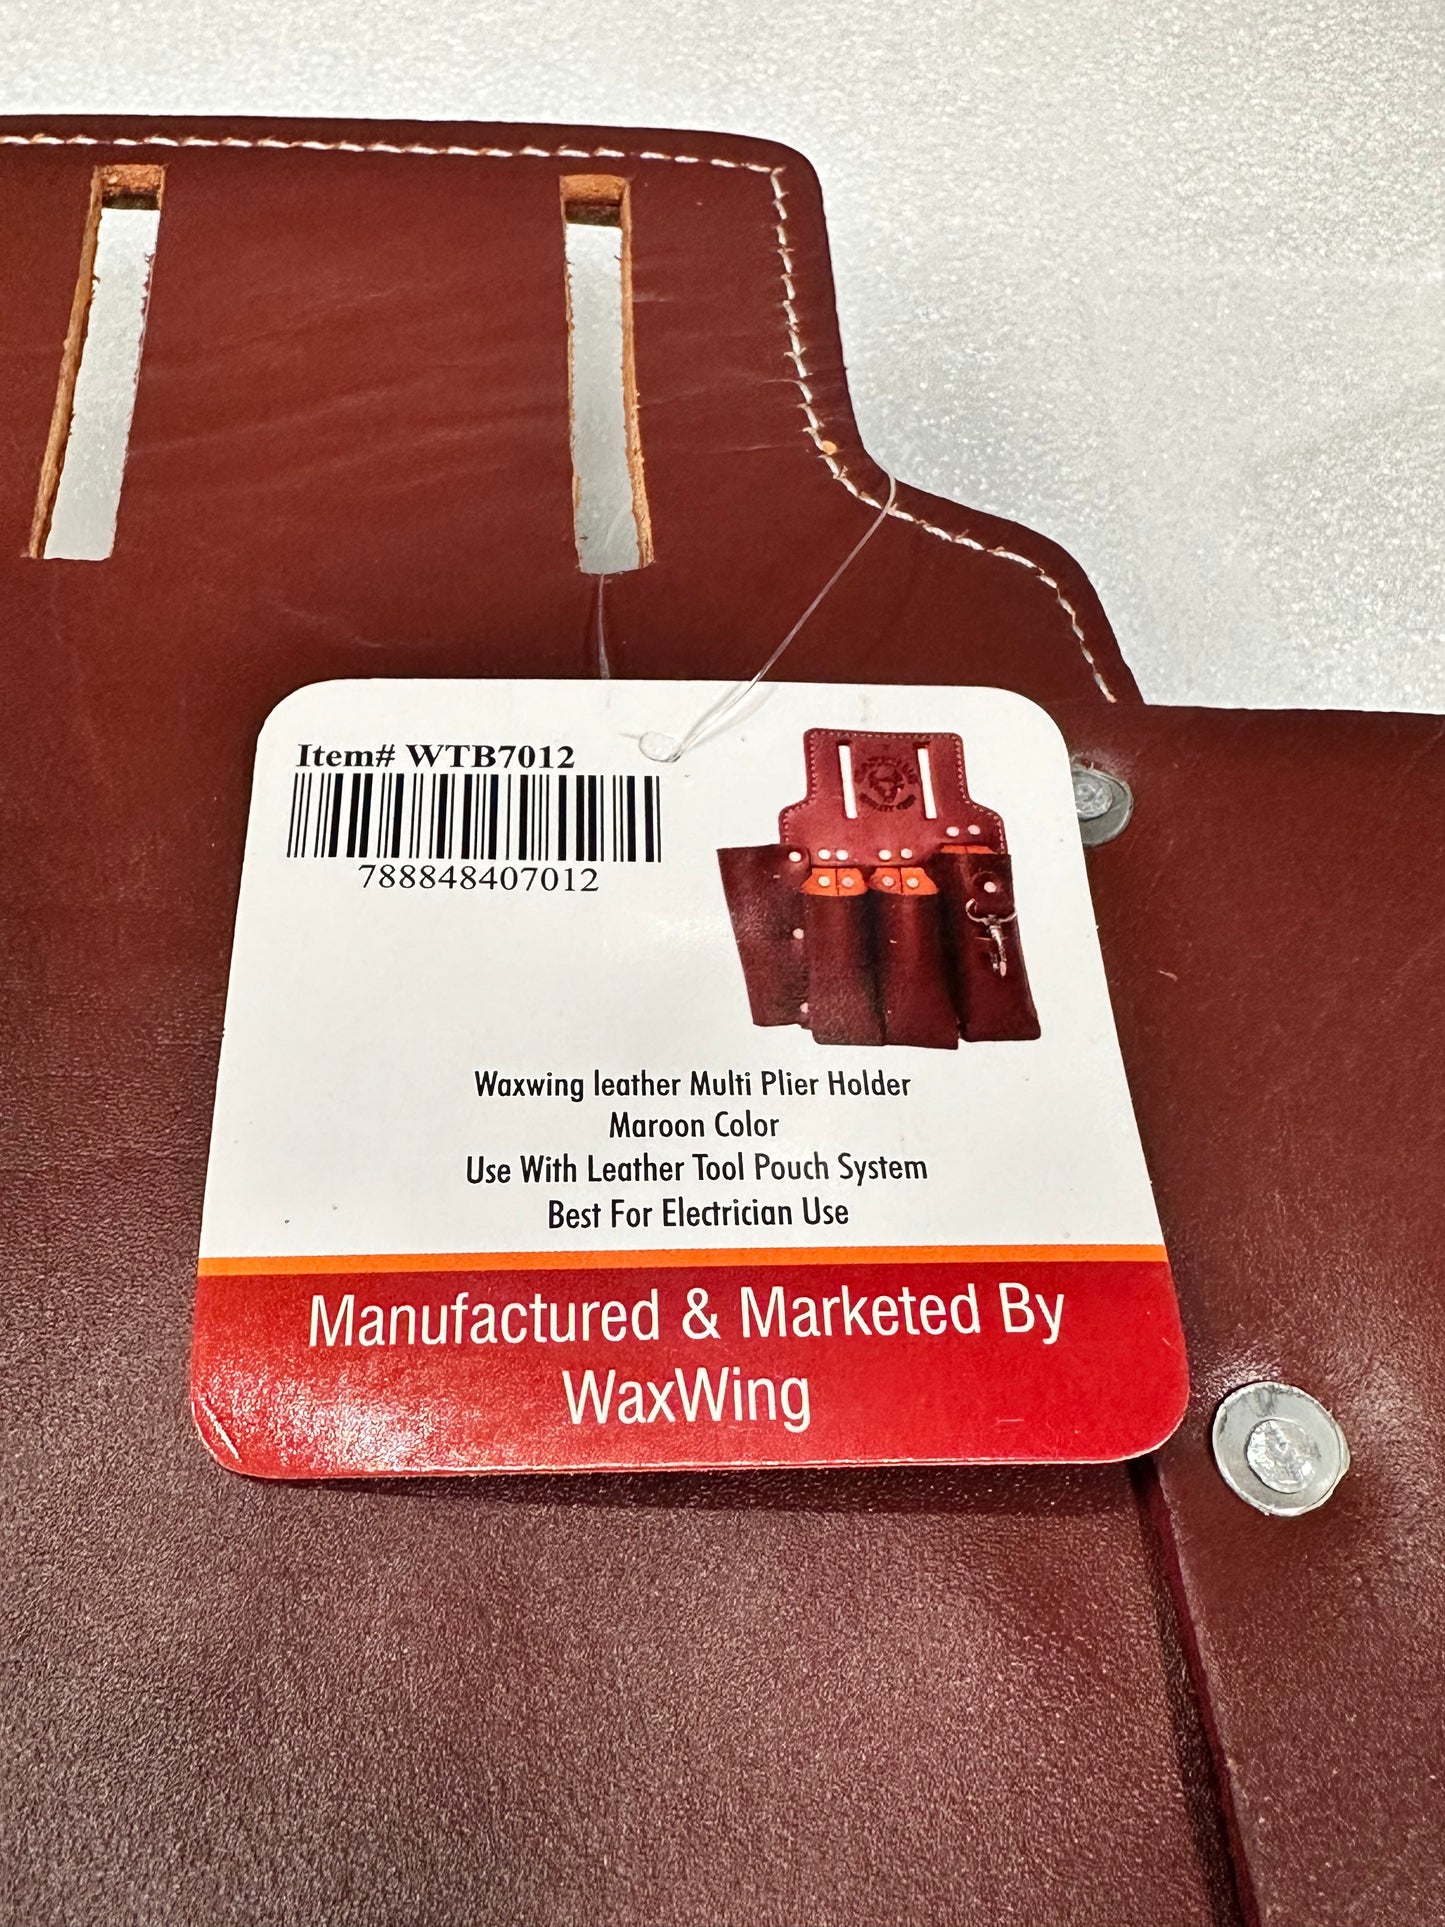 Item# WTB7012
788848407012
Waxwing leather Multi Plier Holder
Maroon Color
Use With Leather Tool Pouch System
Best For Electrician Use
Manufactured & Marketed By
WaxWing